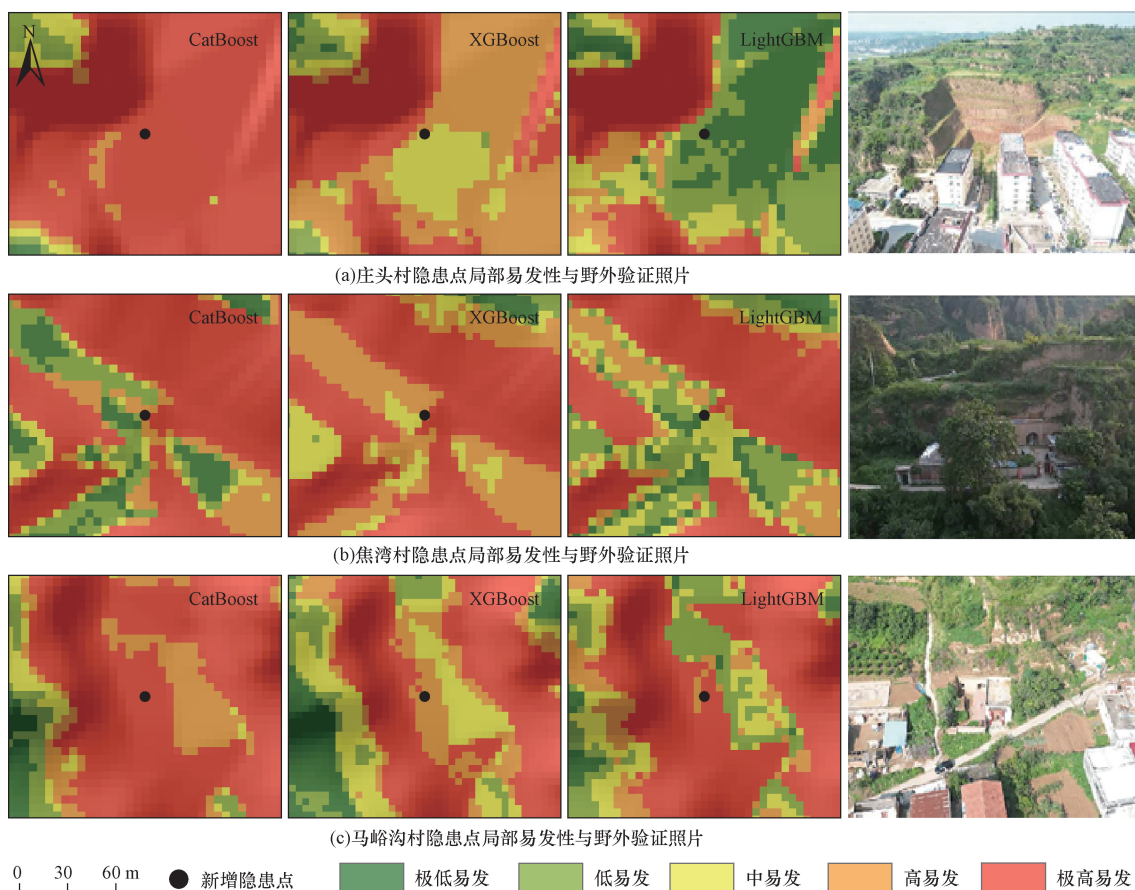 N
CatBoost
XGBoost
LightGBM
(a)庄头村隐患点局部易发性与野外验证照片
CatBoost
XGBoost
LightGBM
(b)焦湾村隐患点局部易发性与野外验证照片
CatBoost
XGBoost
LightGBM
(c)马峪沟村隐患点局部易发性与野外验证照片
0 30 60 m 新增隐患点 极低易发 低易发 中易发 高易发 极高易发